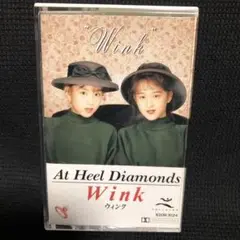 "Wink"
At Heel Diamonds
Wink
ウィンク